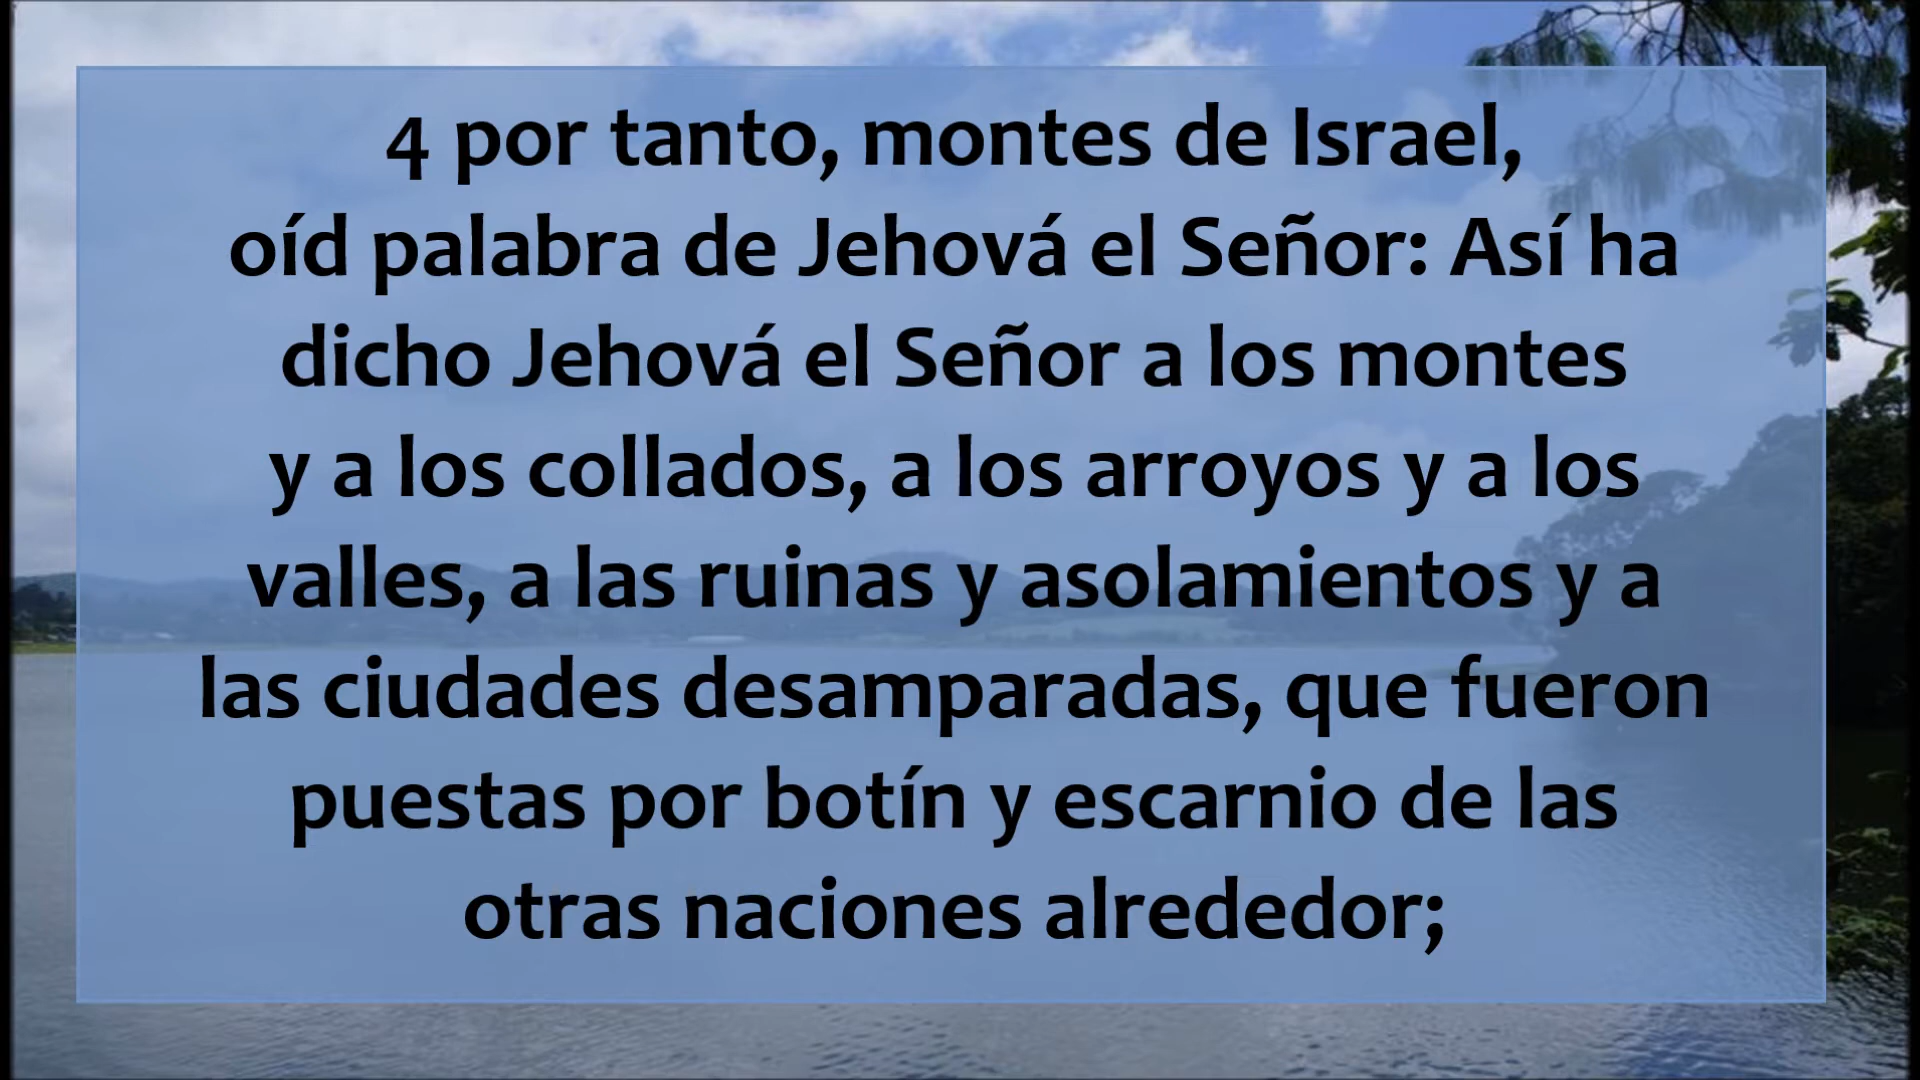 4 por tanto, montes de Israel,
oíd palabra de Jehová el Señor: Así ha
dicho Jehová el Señor a los montes
y a los collados, a los arroyos y a los
valles, a las ruinas y asolamientos y a
las ciudades desamparadas, que fueron
puestas por botín y escarnio de las
otras naciones alrededor;